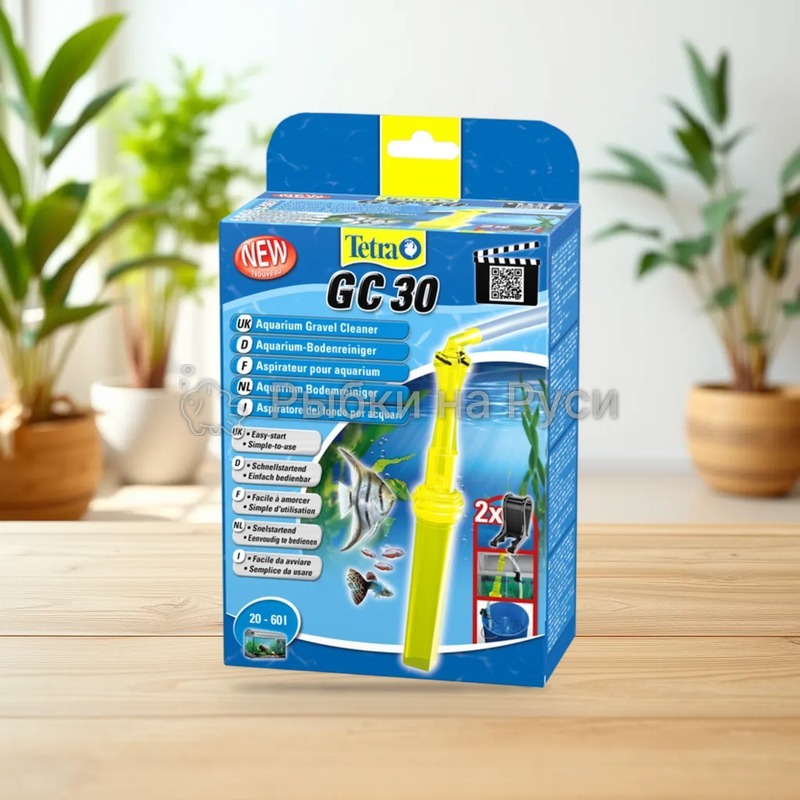 NEW
Nouveau
Tetra
GC 30
UK Aquarium Gravel Cleaner
D Aquarium-Bodenreiniger
F Aspirateur pour aquarium
NL Aquarium Bodenreiniger
I Aspiratore del fondo per acquari
Рыбки на Руси
UK • Easy-start
• Simple-to-use
D • Schnellstartend
• Einfach bedienbar
F • Facile à amorcer
• Simple d'utilisation
NL • Snelstartend
• Eenvoudig te bedienen
I • Facile da avviare
• Semplice da usare
2x
20 - 60 l